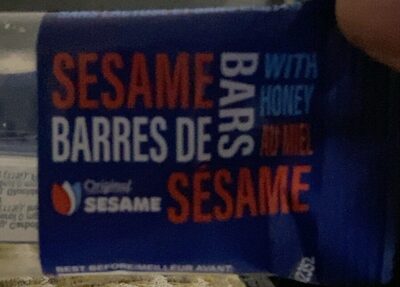 SESAME
BARS
WITH
HONEY
BARRES DE
AU MIEL
SÉSAME
Original
SESAME
BEST BEFORE/MEILLEUR AVANT: